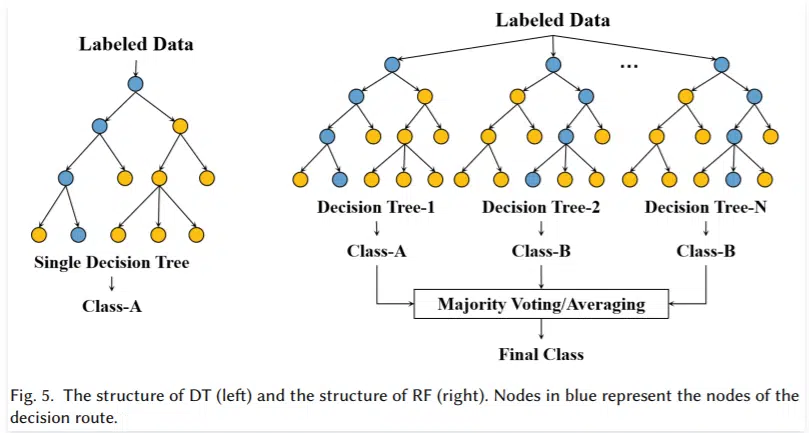 Labeled Data
Single Decision Tree
Class-A
Labeled Data
...
Decision Tree-1 Decision Tree-2 Decision Tree-N
Class-A Class-B Class-B
Majority Voting/Averaging
Final Class
Fig. 5. The structure of DT (left) and the structure of RF (right). Nodes in blue represent the nodes of the
decision route.